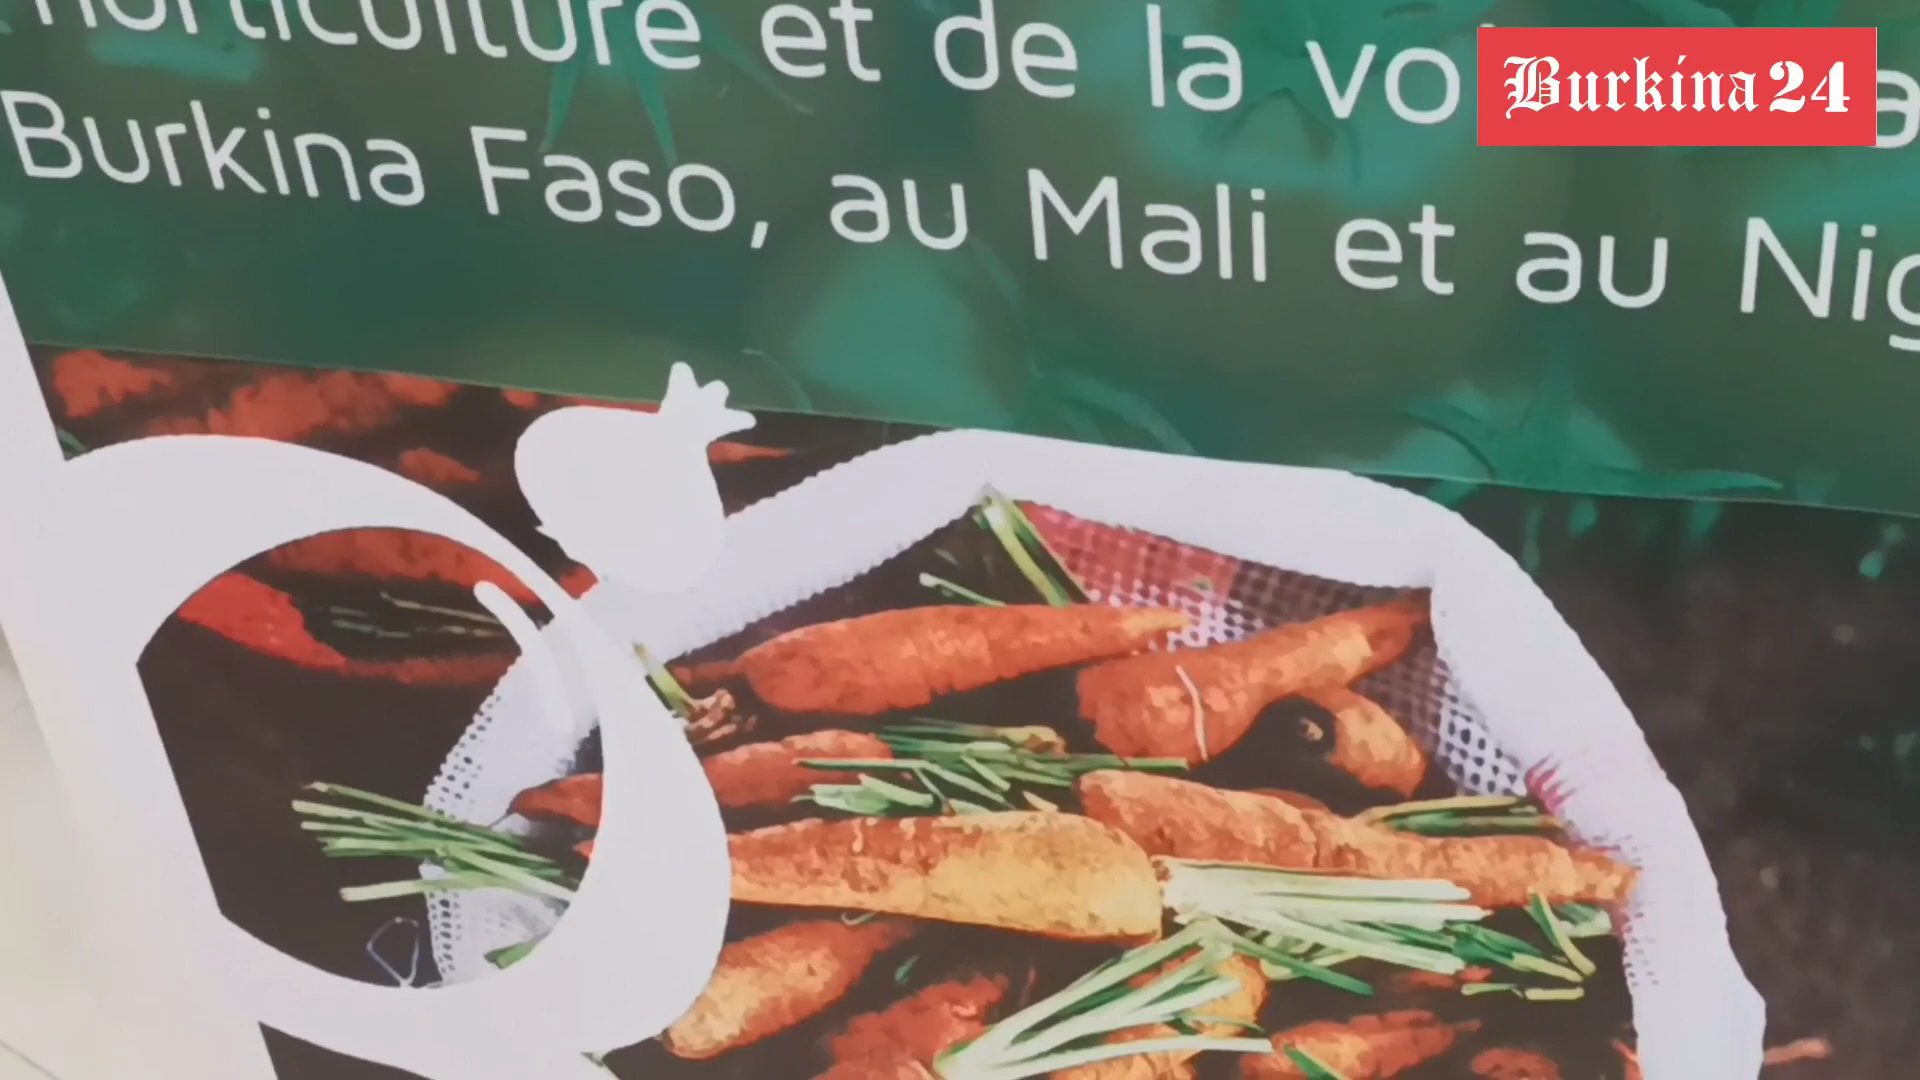 horticulture et de la vo
Burkina24
Burkina Faso, au Mali et au Nig